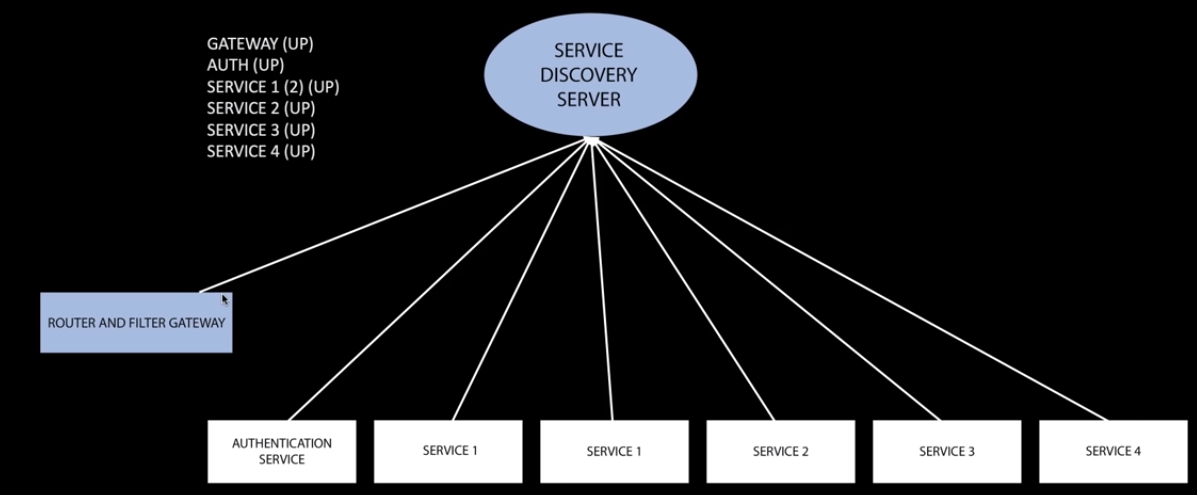 GATEWAY (UP)
AUTH (UP)
SERVICE 1 (2) (UP)
SERVICE 2 (UP)
SERVICE 3 (UP)
SERVICE 4 (UP)
SERVICE
DISCOVERY
SERVER
ROUTER AND FILTER GATEWAY
AUTHENTICATION
SERVICE
SERVICE 1
SERVICE 1
SERVICE 2
SERVICE 3
SERVICE 4